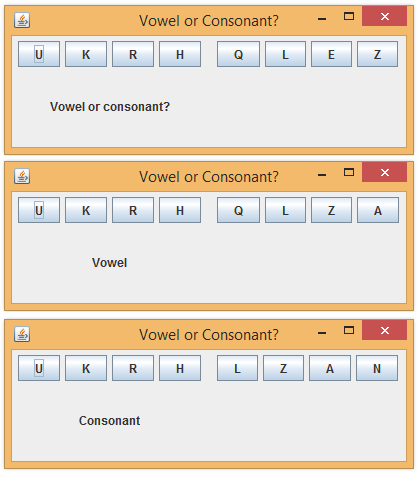 Vowel or Consonant?
U K R H Q L E Z
Vowel or consonant?
Vowel or Consonant?
U K R H Q L Z A
Vowel
Vowel or Consonant?
U K R H L Z A N
Consonant